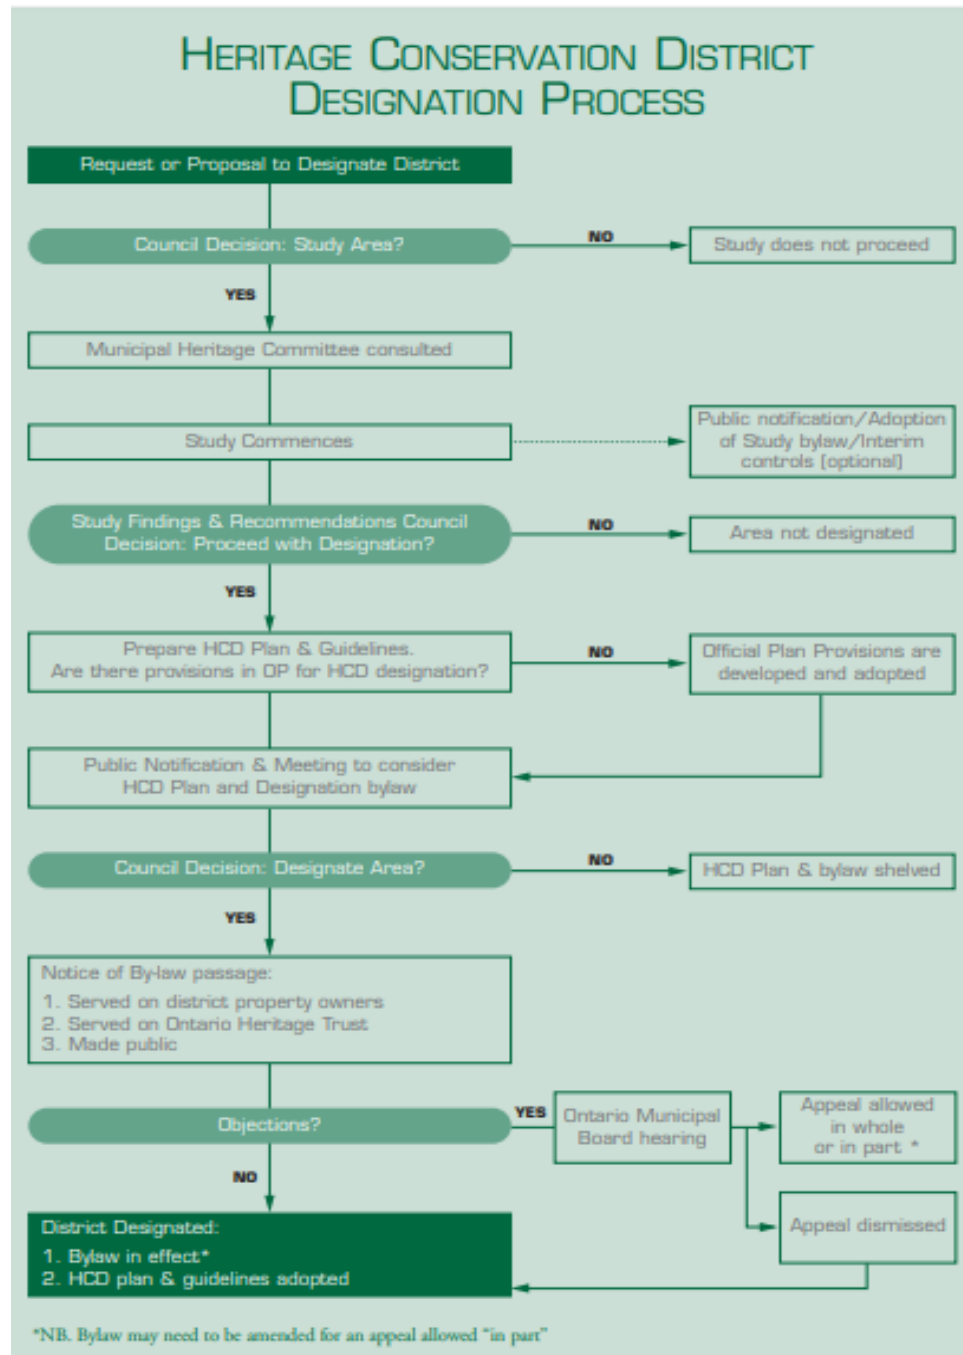 HERITAGE CONSERVATION DISTRICT
DESIGNATION PROCESS
Request or Proposal to Designate District
Council Decision: Study Area?
NO
Study does not proceed
YES
Municipal Heritage Committee consulted
Study Commences
Public notification/Adoption
of Study bylaw/Interim
controls [optional]
Study Findings & Recommendations Council
Decision: Proceed with Designation?
NO
Area not designated
YES
Prepare HCD Plan & Guidelines.
Are there provisions in OP for HCD designation?
NO
Official Plan Provisions are
developed and adopted
Public Notification & Meeting to consider
HCD Plan and Designation bylaw
Council Decision: Designate Area?
NO
HCD Plan & bylaw shelved
YES
Notice of By-law passage:
1. Served on district property owners
2. Served on Ontario Heritage Trust
3. Made public
Objections?
YES
Ontario Municipal
Board hearing
Appeal allowed
in whole
or in part *
NO
Appeal dismissed
District Designated:
1. Bylaw in effect*
2. HCD plan & guidelines adopted
*NB. Bylaw may need to be amended for an appeal allowed “in part”